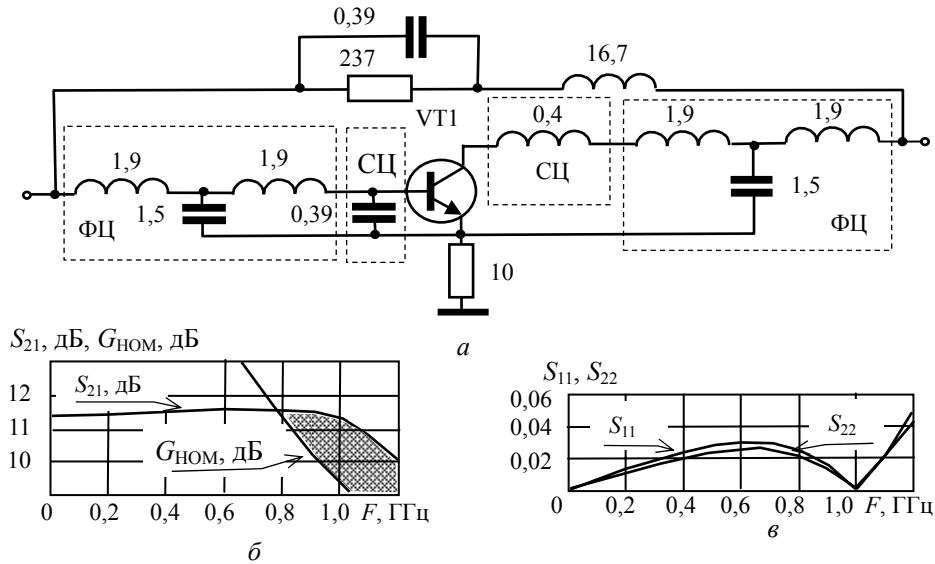 0,39
237
16,7
VT1
0,4
1,9
1,9
1,9
1,9
СЦ
СЦ
1,5
0,39
1,5
ФЦ
ФЦ
10
а
S21, дБ, GНОМ, дБ
12
11
10
S21, дБ
GНОМ, дБ
0 0,2 0,4 0,6 0,8 1,0 F, ГГц
б
S11, S22
0,06
0,04
0,02
S11
S22
0 0,2 0,4 0,6 0,8 1,0 F, ГГц
в